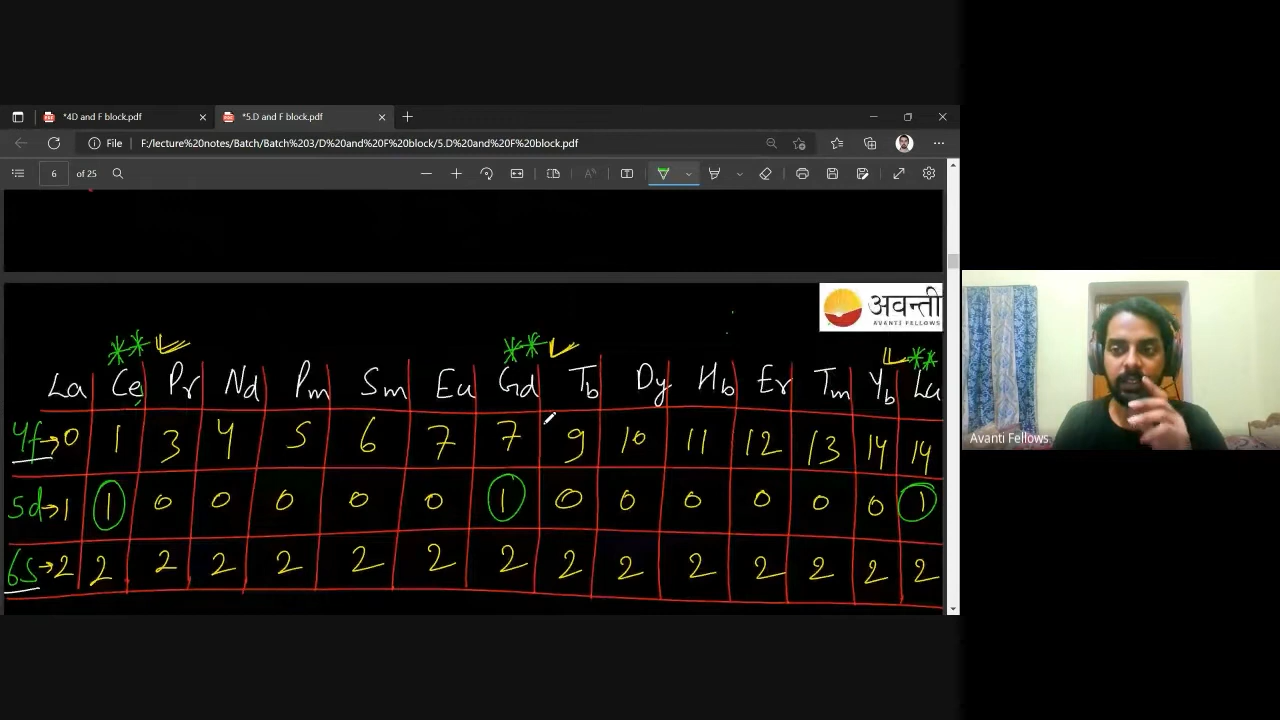 *4D and F block.pdf
*5.D and F block.pdf
File
F:/lecture%20notes/Batch/Batch%203/D%20and%20F%20block/5.D%20and%20F%20block.pdf
6 of 25
अवन्ती
AVANTI FELLOWS
** **  **
La Ce Pr Nd Pm Sm Eu Gd Tb Dy Hb Er Tm Yb Lu
4f→ 0 1 3 4 5 6 7 7 9 10 11 12 13 14 14
5d→ 1 1 0 0 0 0 0 1 0 0 0 0 0 0 1
6S→ 2 2 2 2 2 2 2 2 2 2 2 2 2 2 2
Avanti Fellows